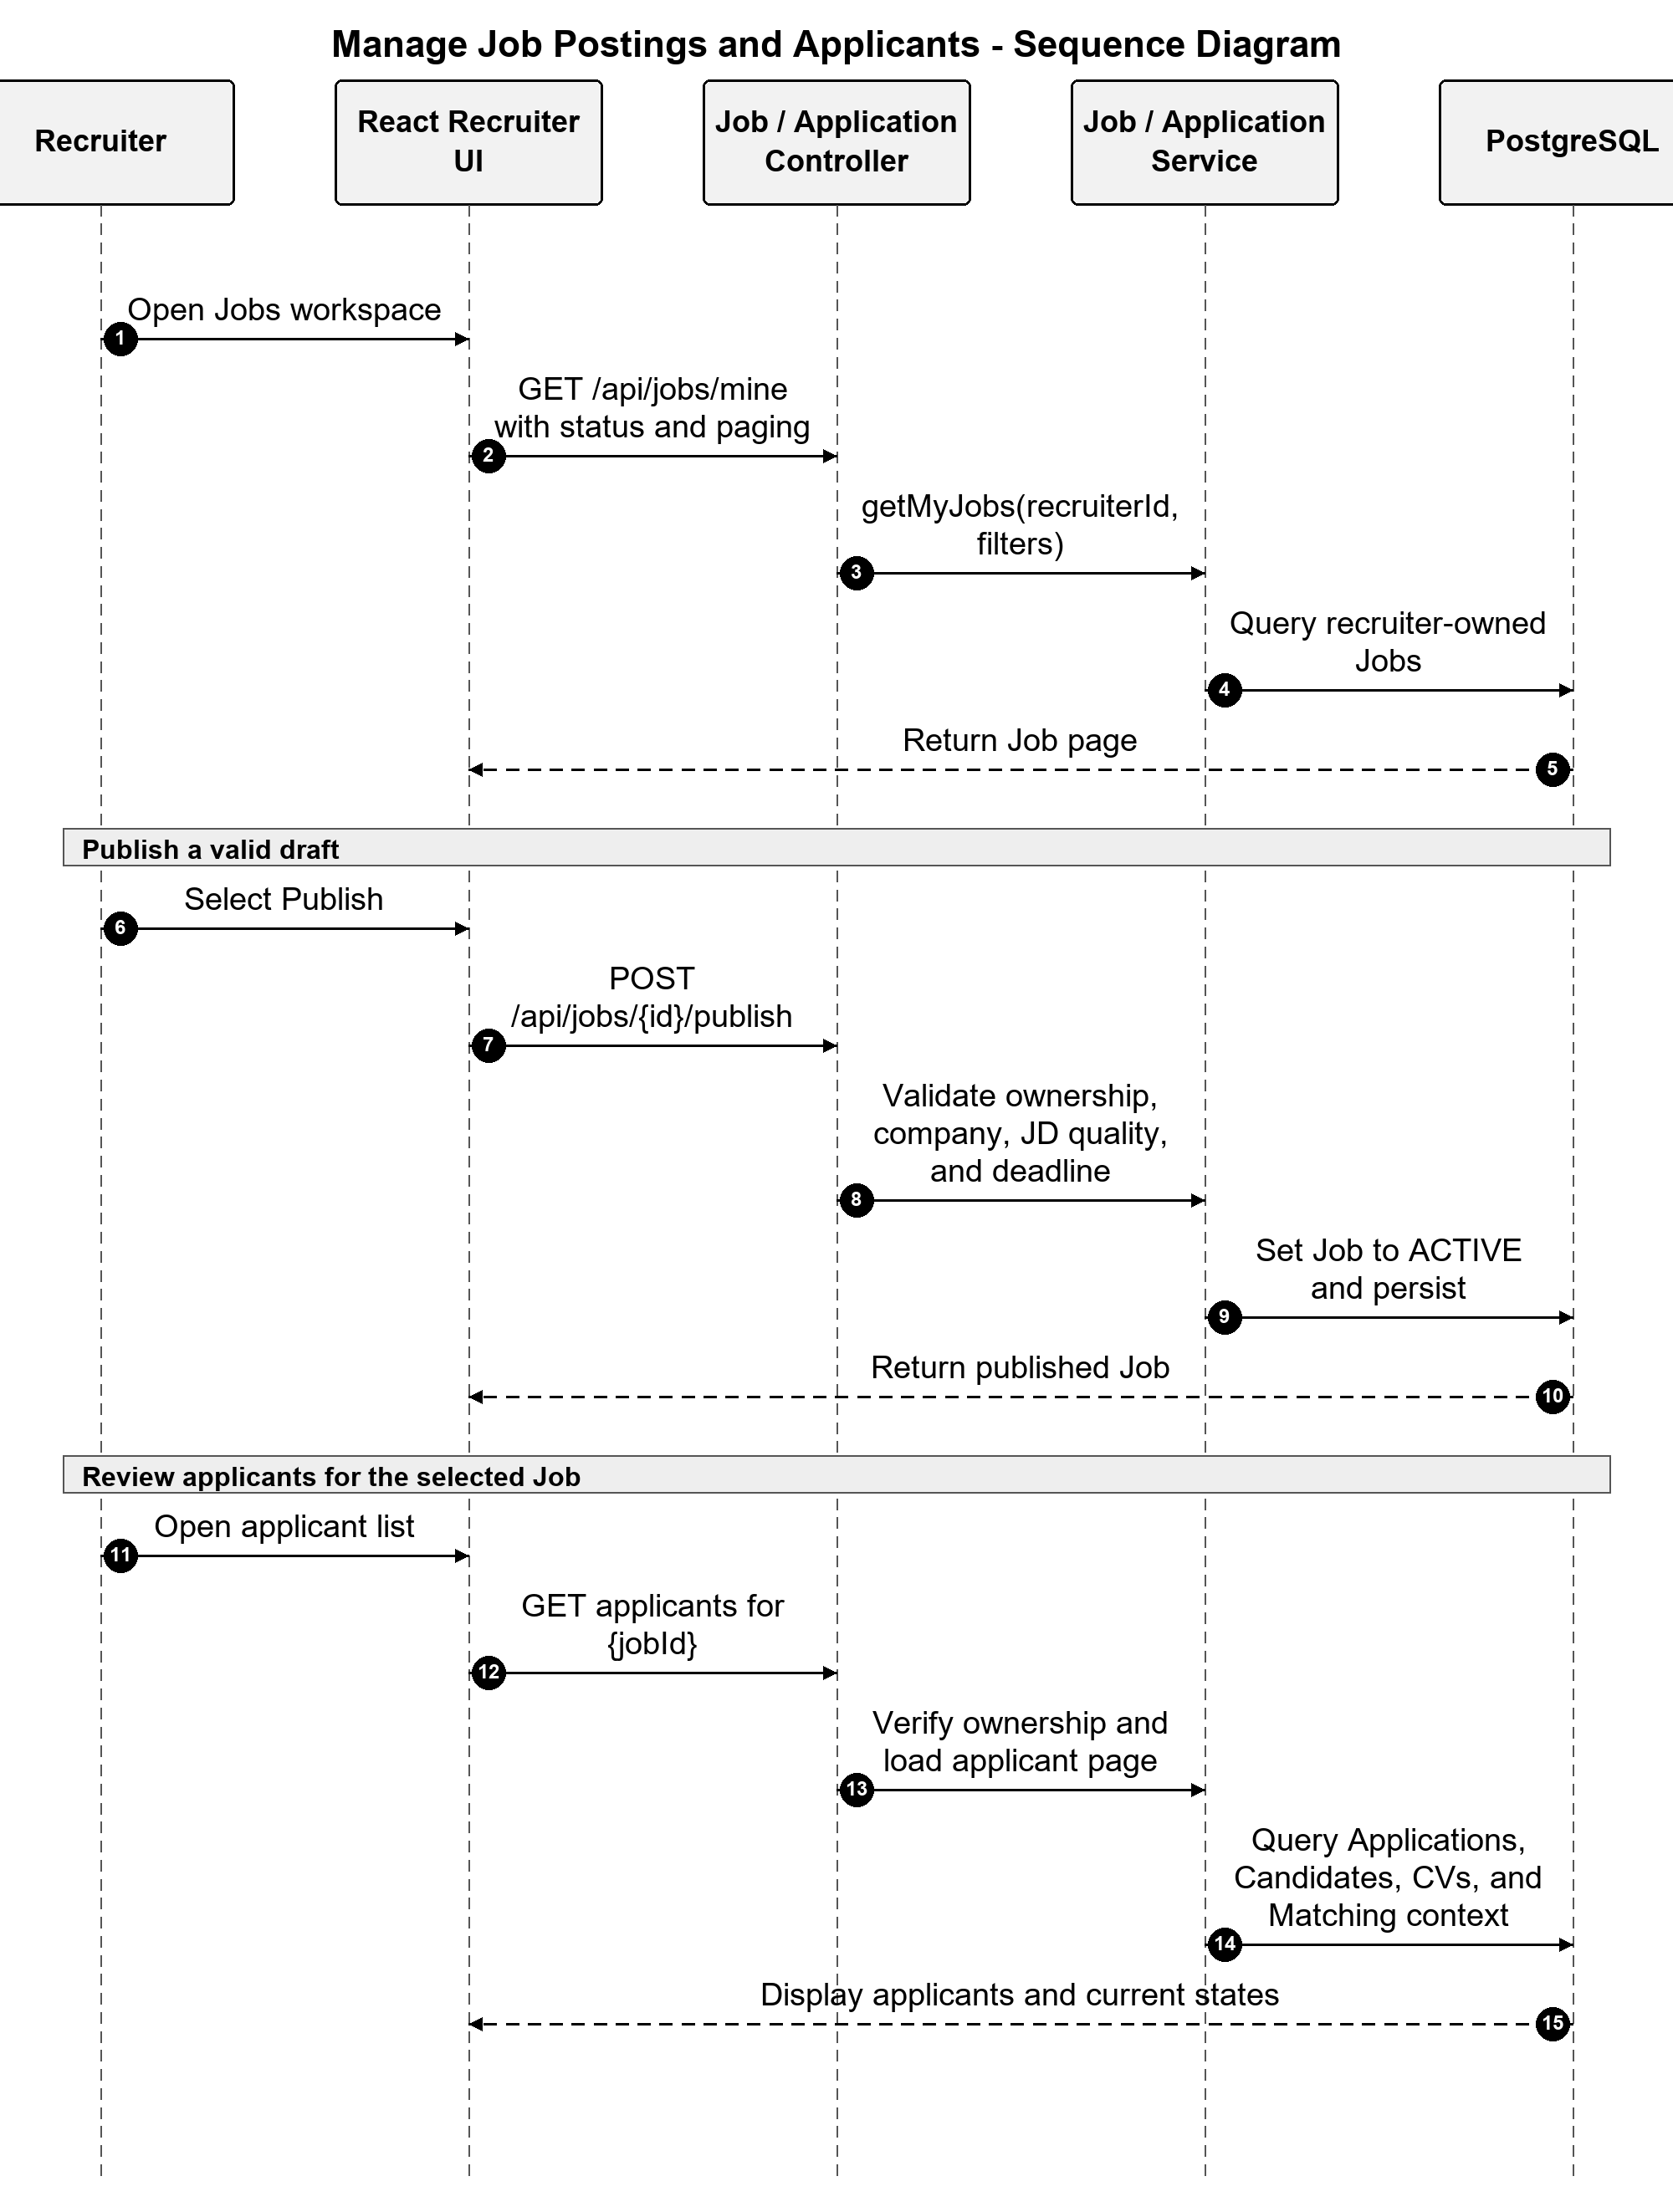 Manage Job Postings and Applicants - Sequence Diagram
Recruiter
React Recruiter
UI
Job / Application
Controller
Job / Application
Service
PostgreSQL
Open Jobs workspace
1
GET /api/jobs/mine
with status and paging
2
getMyJobs(recruiterId,
filters)
3
Query recruiter-owned
Jobs
4
Return Job page
5
Publish a valid draft
Select Publish
6
POST
/api/jobs/{id}/publish
7
Validate ownership,
company, JD quality,
and deadline
8
Set Job to ACTIVE
and persist
9
Return published Job
10
Review applicants for the selected Job
Open applicant list
11
GET applicants for
{jobId}
12
Verify ownership and
load applicant page
13
Query Applications,
Candidates, CVs, and
Matching context
14
Display applicants and current states
15